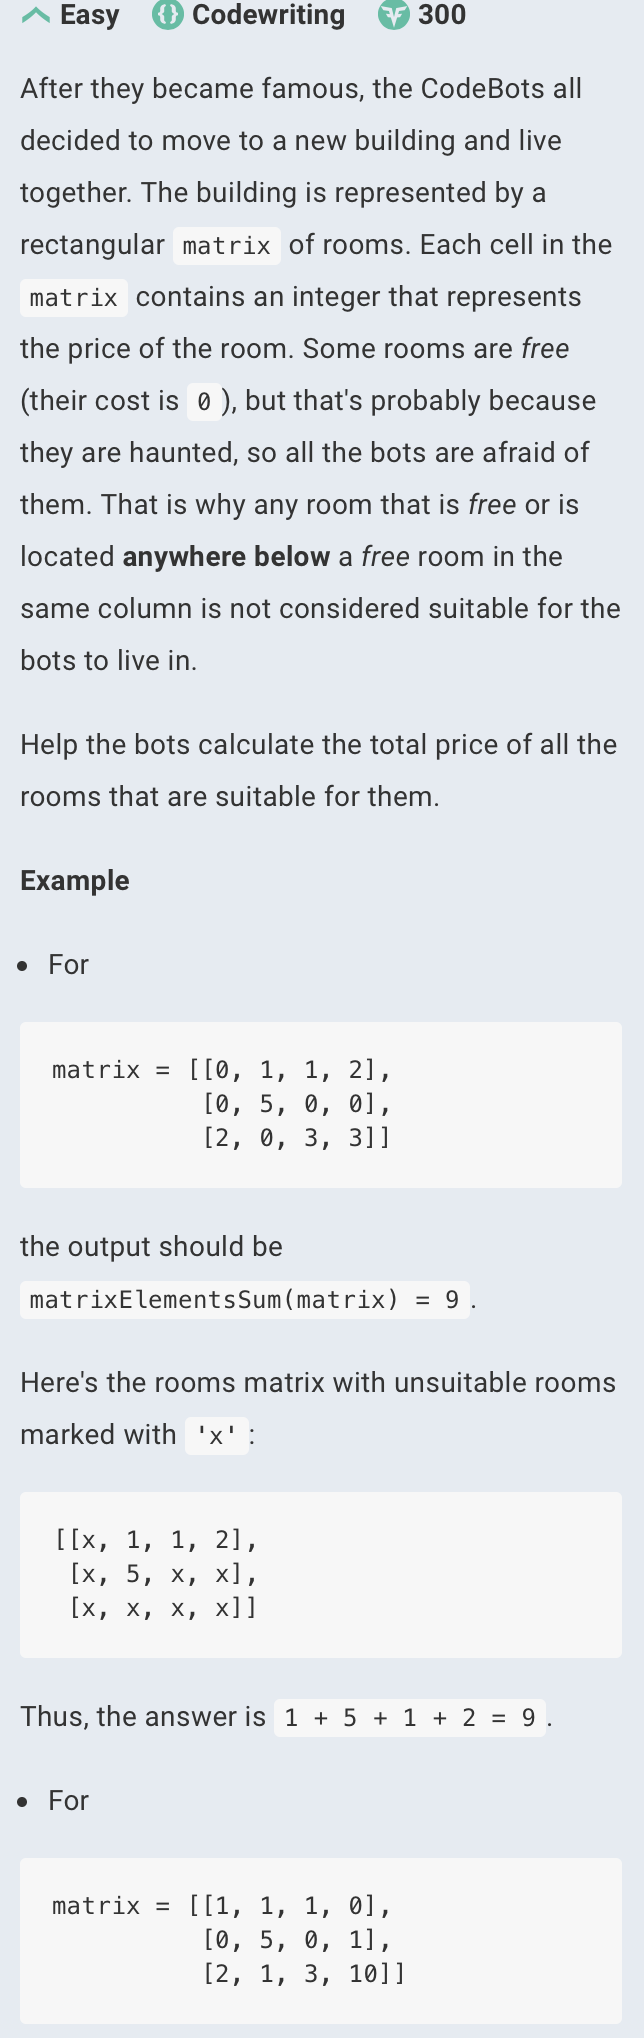 Easy Codewriting 300
After they became famous, the CodeBots all
decided to move to a new building and live
together. The building is represented by a
rectangular matrix of rooms. Each cell in the
matrix contains an integer that represents
the price of the room. Some rooms are free
(their cost is 0), but that's probably because
they are haunted, so all the bots are afraid of
them. That is why any room that is free or is
located anywhere below a free room in the
same column is not considered suitable for the
bots to live in.
Help the bots calculate the total price of all the
rooms that are suitable for them.
Example
• For
matrix = [[0, 1, 1, 2],
[0, 5, 0, 0],
[2, 0, 3, 3]]
the output should be
matrixElementsSum(matrix) = 9.
Here's the rooms matrix with unsuitable rooms
marked with 'x':
[[x, 1, 1, 2],
[x, 5, x, x],
[x, x, x, x]]
Thus, the answer is 1 + 5 + 1 + 2 = 9.
• For
matrix = [[1, 1, 1, 0],
[0, 5, 0, 1],
[2, 1, 3, 10]]